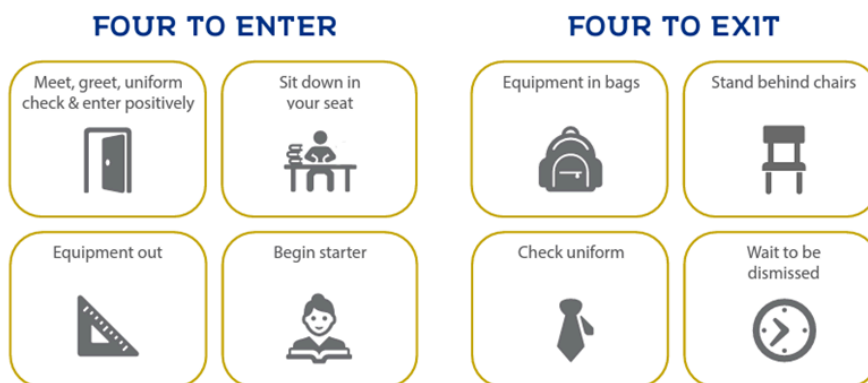 FOUR TO ENTER
Meet, greet, uniform
check & enter positively
Sit down in
your seat
Equipment out
Begin starter
FOUR TO EXIT
Equipment in bags
Stand behind chairs
Check uniform
Wait to be
dismissed